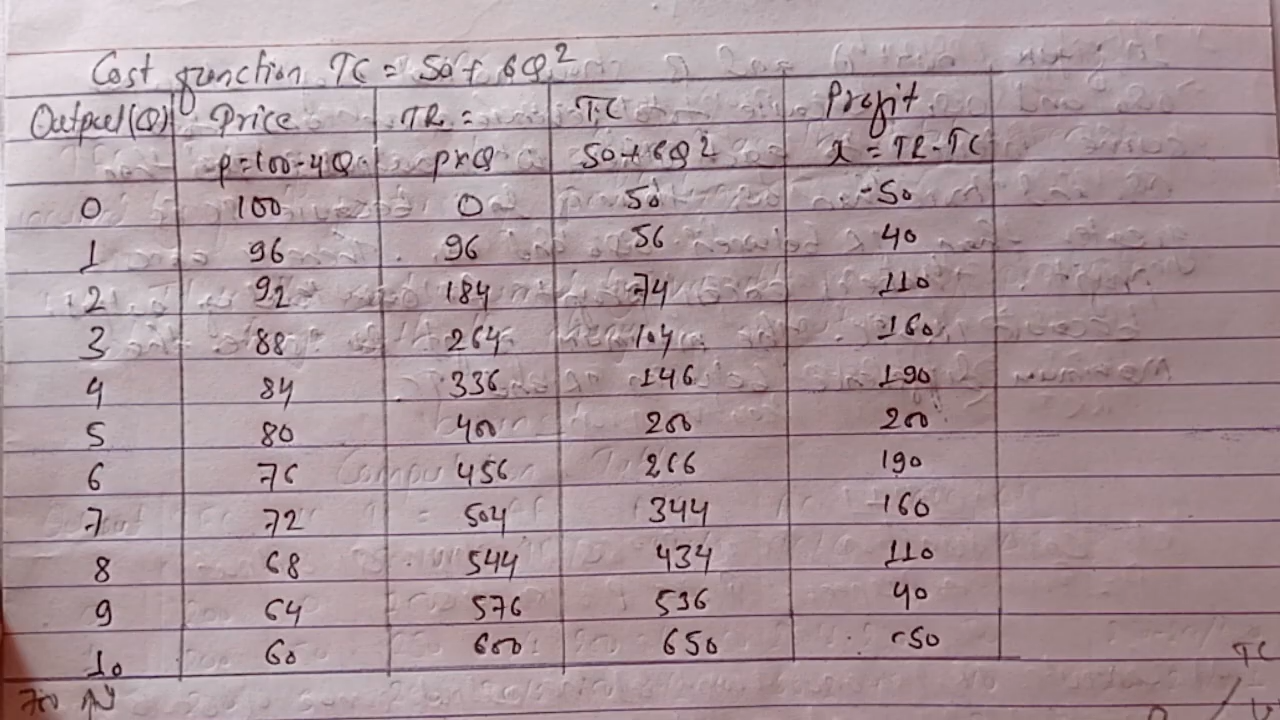 Cost function TC = 50 + 6Q²
Output(Q) Price TR = TC Profit
p=100-4Q p×Q 50+6Q² π = TR-TC
0 100 0 50 -50
1 96 96 56 40
2 92 184 74 110
3 88 264 104 160
4 84 336 146 190
5 80 400 200 200
6 76 456 266 190
7 72 504 344 160
8 68 544 434 110
9 64 576 536 40
10 60 600 650 -50
TC
700